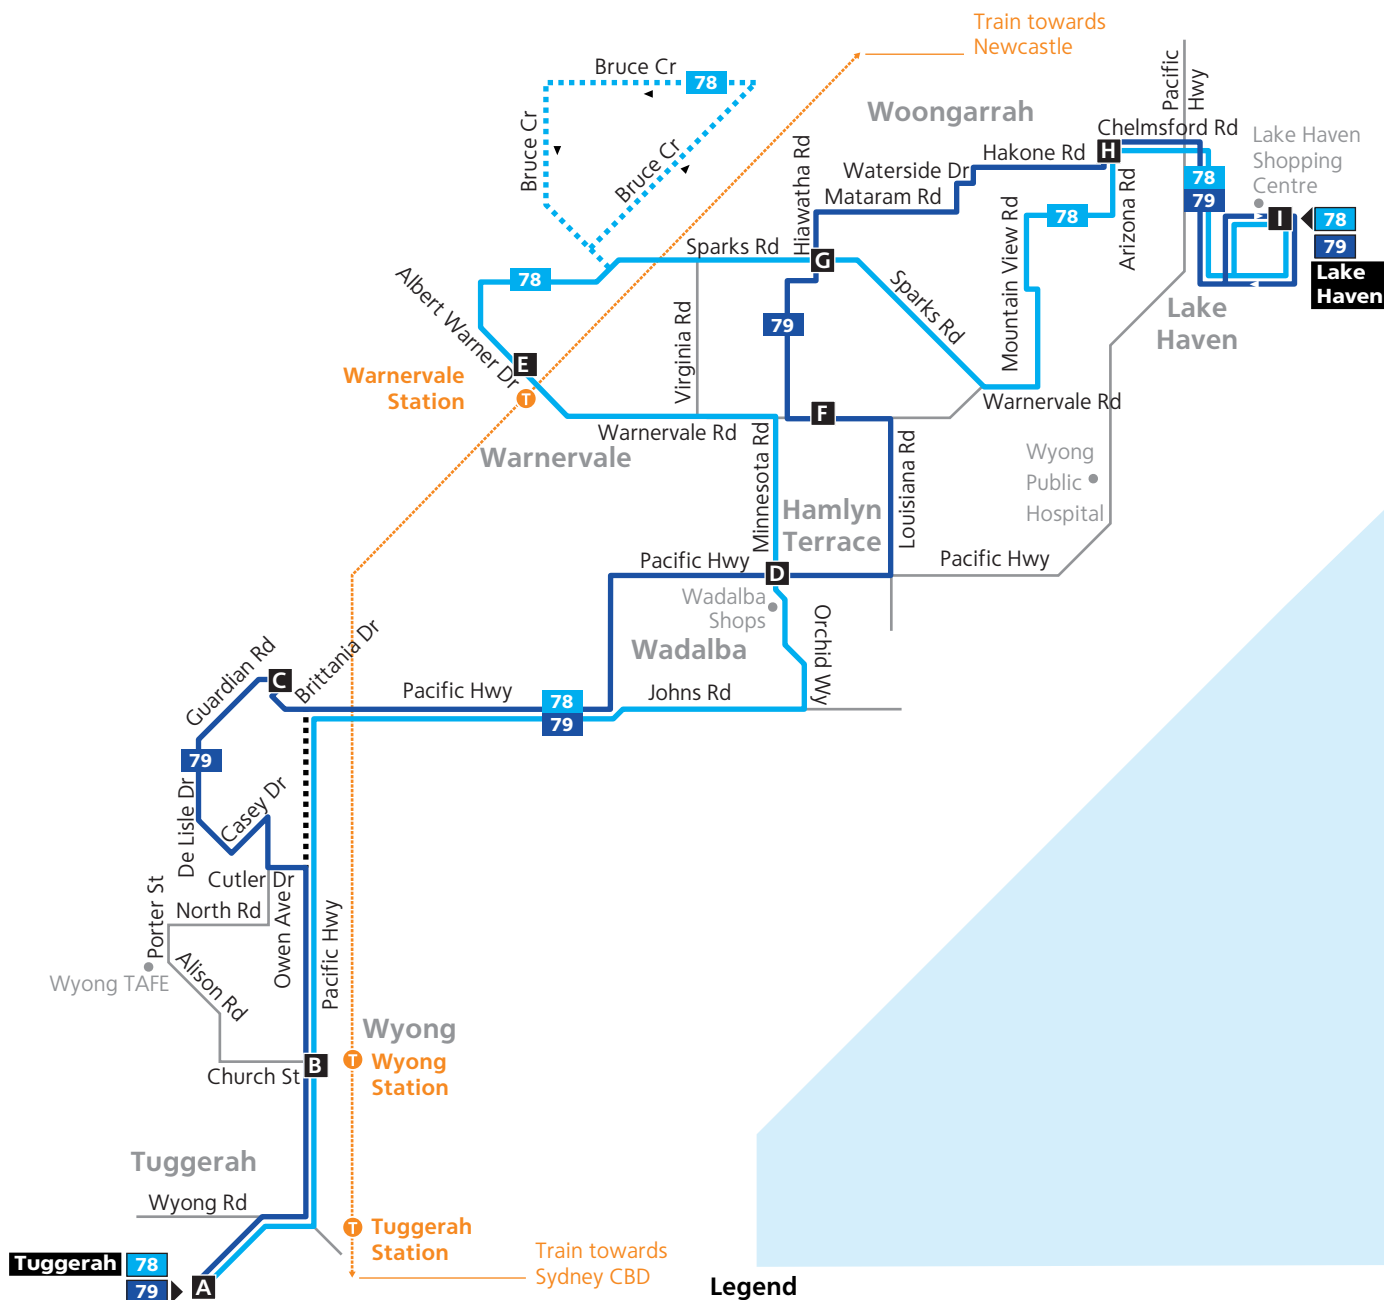 Train towards
Newcastle
Bruce Cr
78
Bruce Cr
Bruce Cr
Woongarrah
Pacific
Hwy
Chelmsford Rd
Lake Haven
Shopping
Centre
Hiawatha Rd
Waterside Dr
Mataram Rd
Hakone Rd
H
Arizona Rd
78
79
I
78
79
Lake
Haven
78
Mountain View Rd
Sparks Rd
G
78
Albert Warner Dr
Sparks Rd
Lake
Haven
79
Virginia Rd
E
Warnervale
Station
T
F
Warnervale Rd
Warnervale Rd
Warnervale
Minnesota Rd
Louisiana Rd
Wyong
Public
Hospital
Hamlyn
Terrace
Pacific Hwy
D
Pacific Hwy
Wadalba
Shops
Orchid Wy
Wadalba
Guardian Rd
C
Brittania Dr
Pacific Hwy
78
79
Johns Rd
79
De Lisle Dr
Casey Dr
Cutler Dr
Porter St
North Rd
Owen Ave
Pacific Hwy
Wyong TAFE
Alison Rd
Wyong
B
Church St
T
Wyong
Station
Tuggerah
Wyong Rd
T
Tuggerah
Station
Tuggerah
78
79
A
Train towards
Sydney CBD
Legend